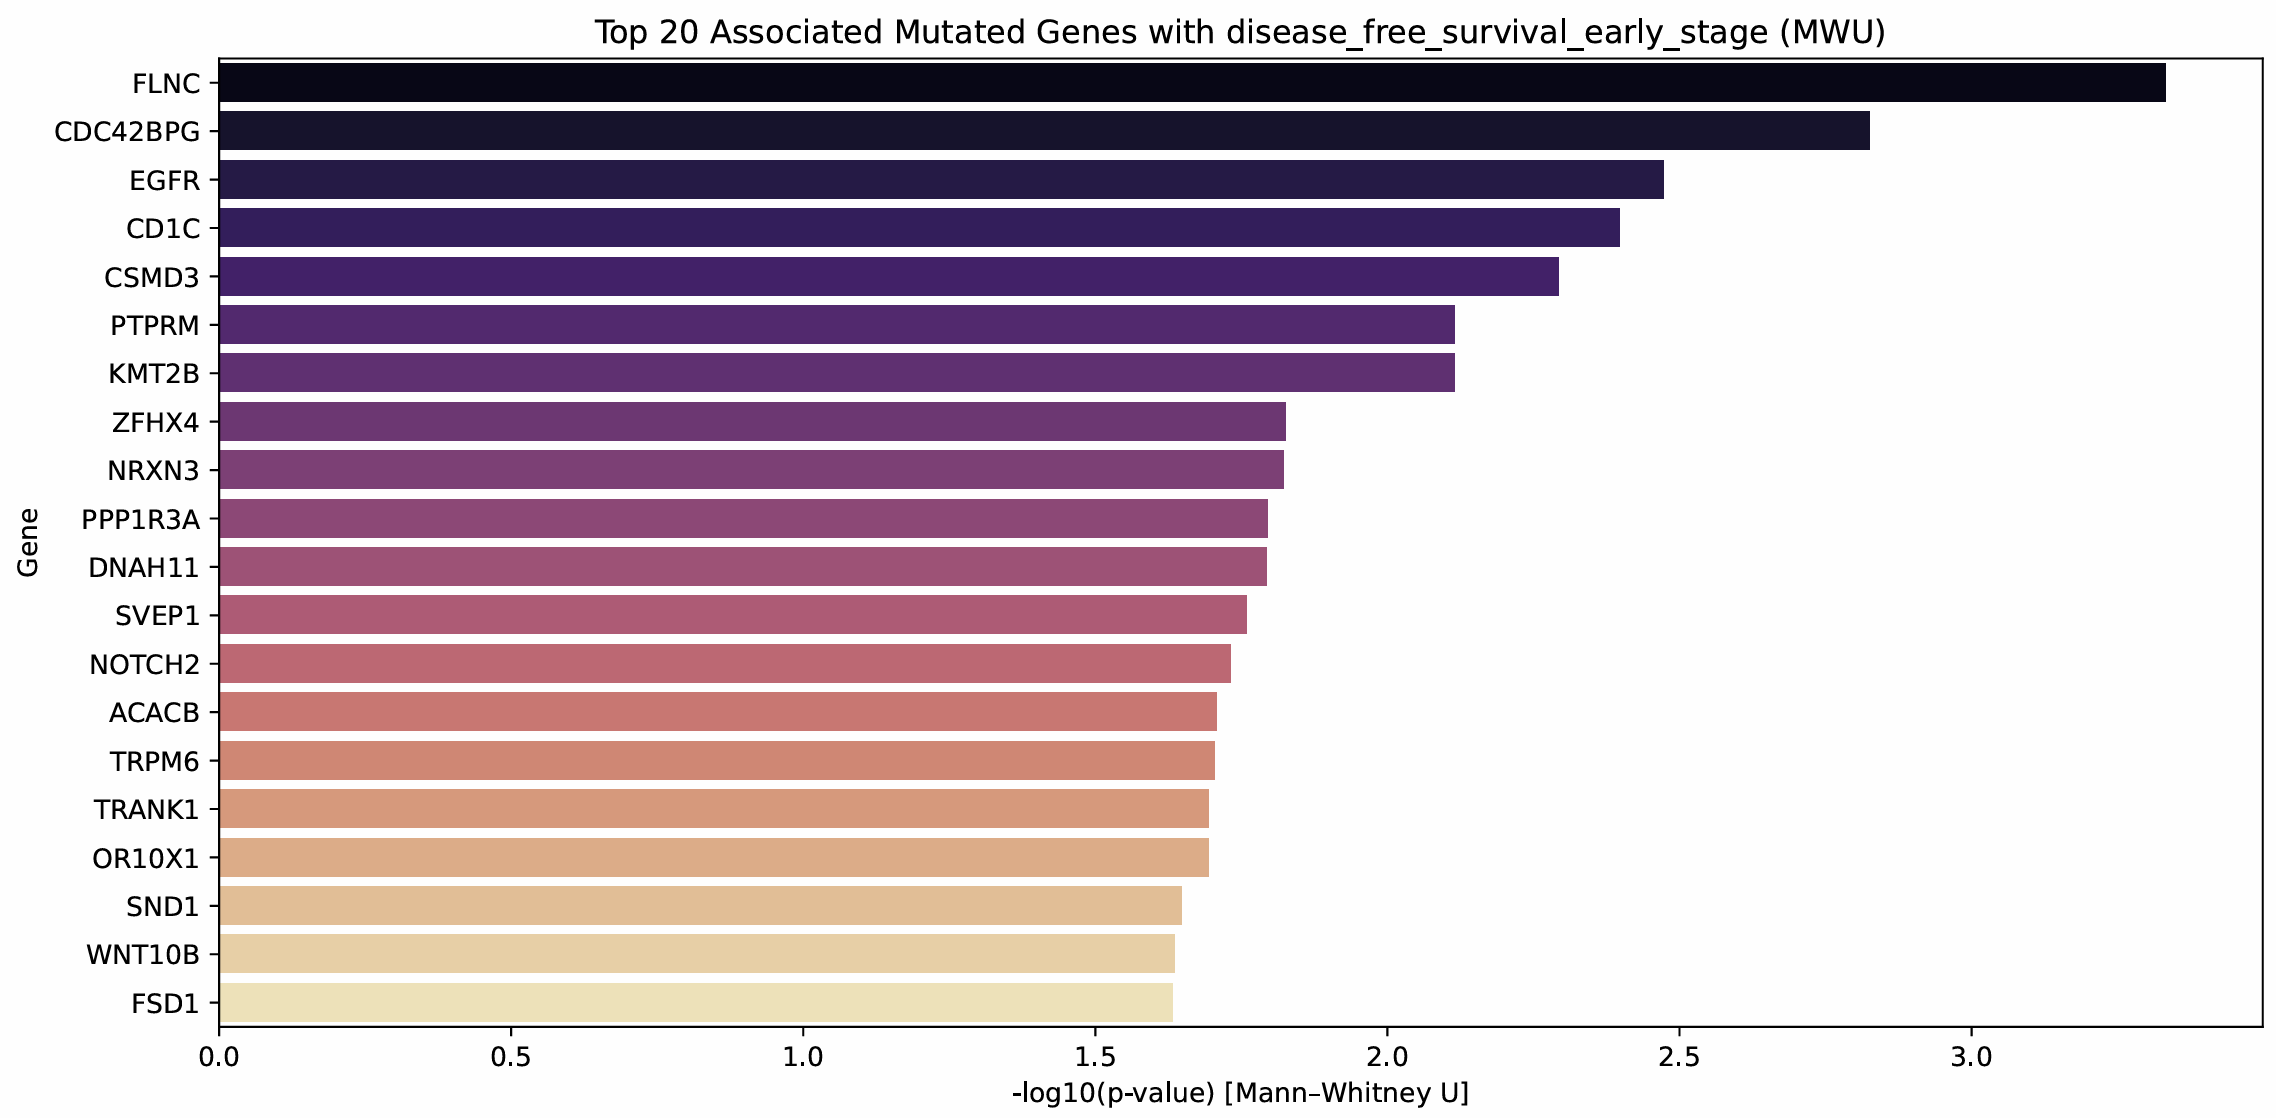 Top 20 Associated Mutated Genes with disease_free_survival_early_stage (MWU)
FLNC
CDC42BPG
EGFR
CD1C
CSMD3
PTPRM
KMT2B
ZFHX4
NRXN3
PPP1R3A
DNAH11
SVEP1
NOTCH2
ACACB
TRPM6
TRANK1
OR10X1
SND1
WNT10B
FSD1
Gene
0.0 0.5 1.0 1.5 2.0 2.5 3.0
-log10(p-value) [Mann–Whitney U]